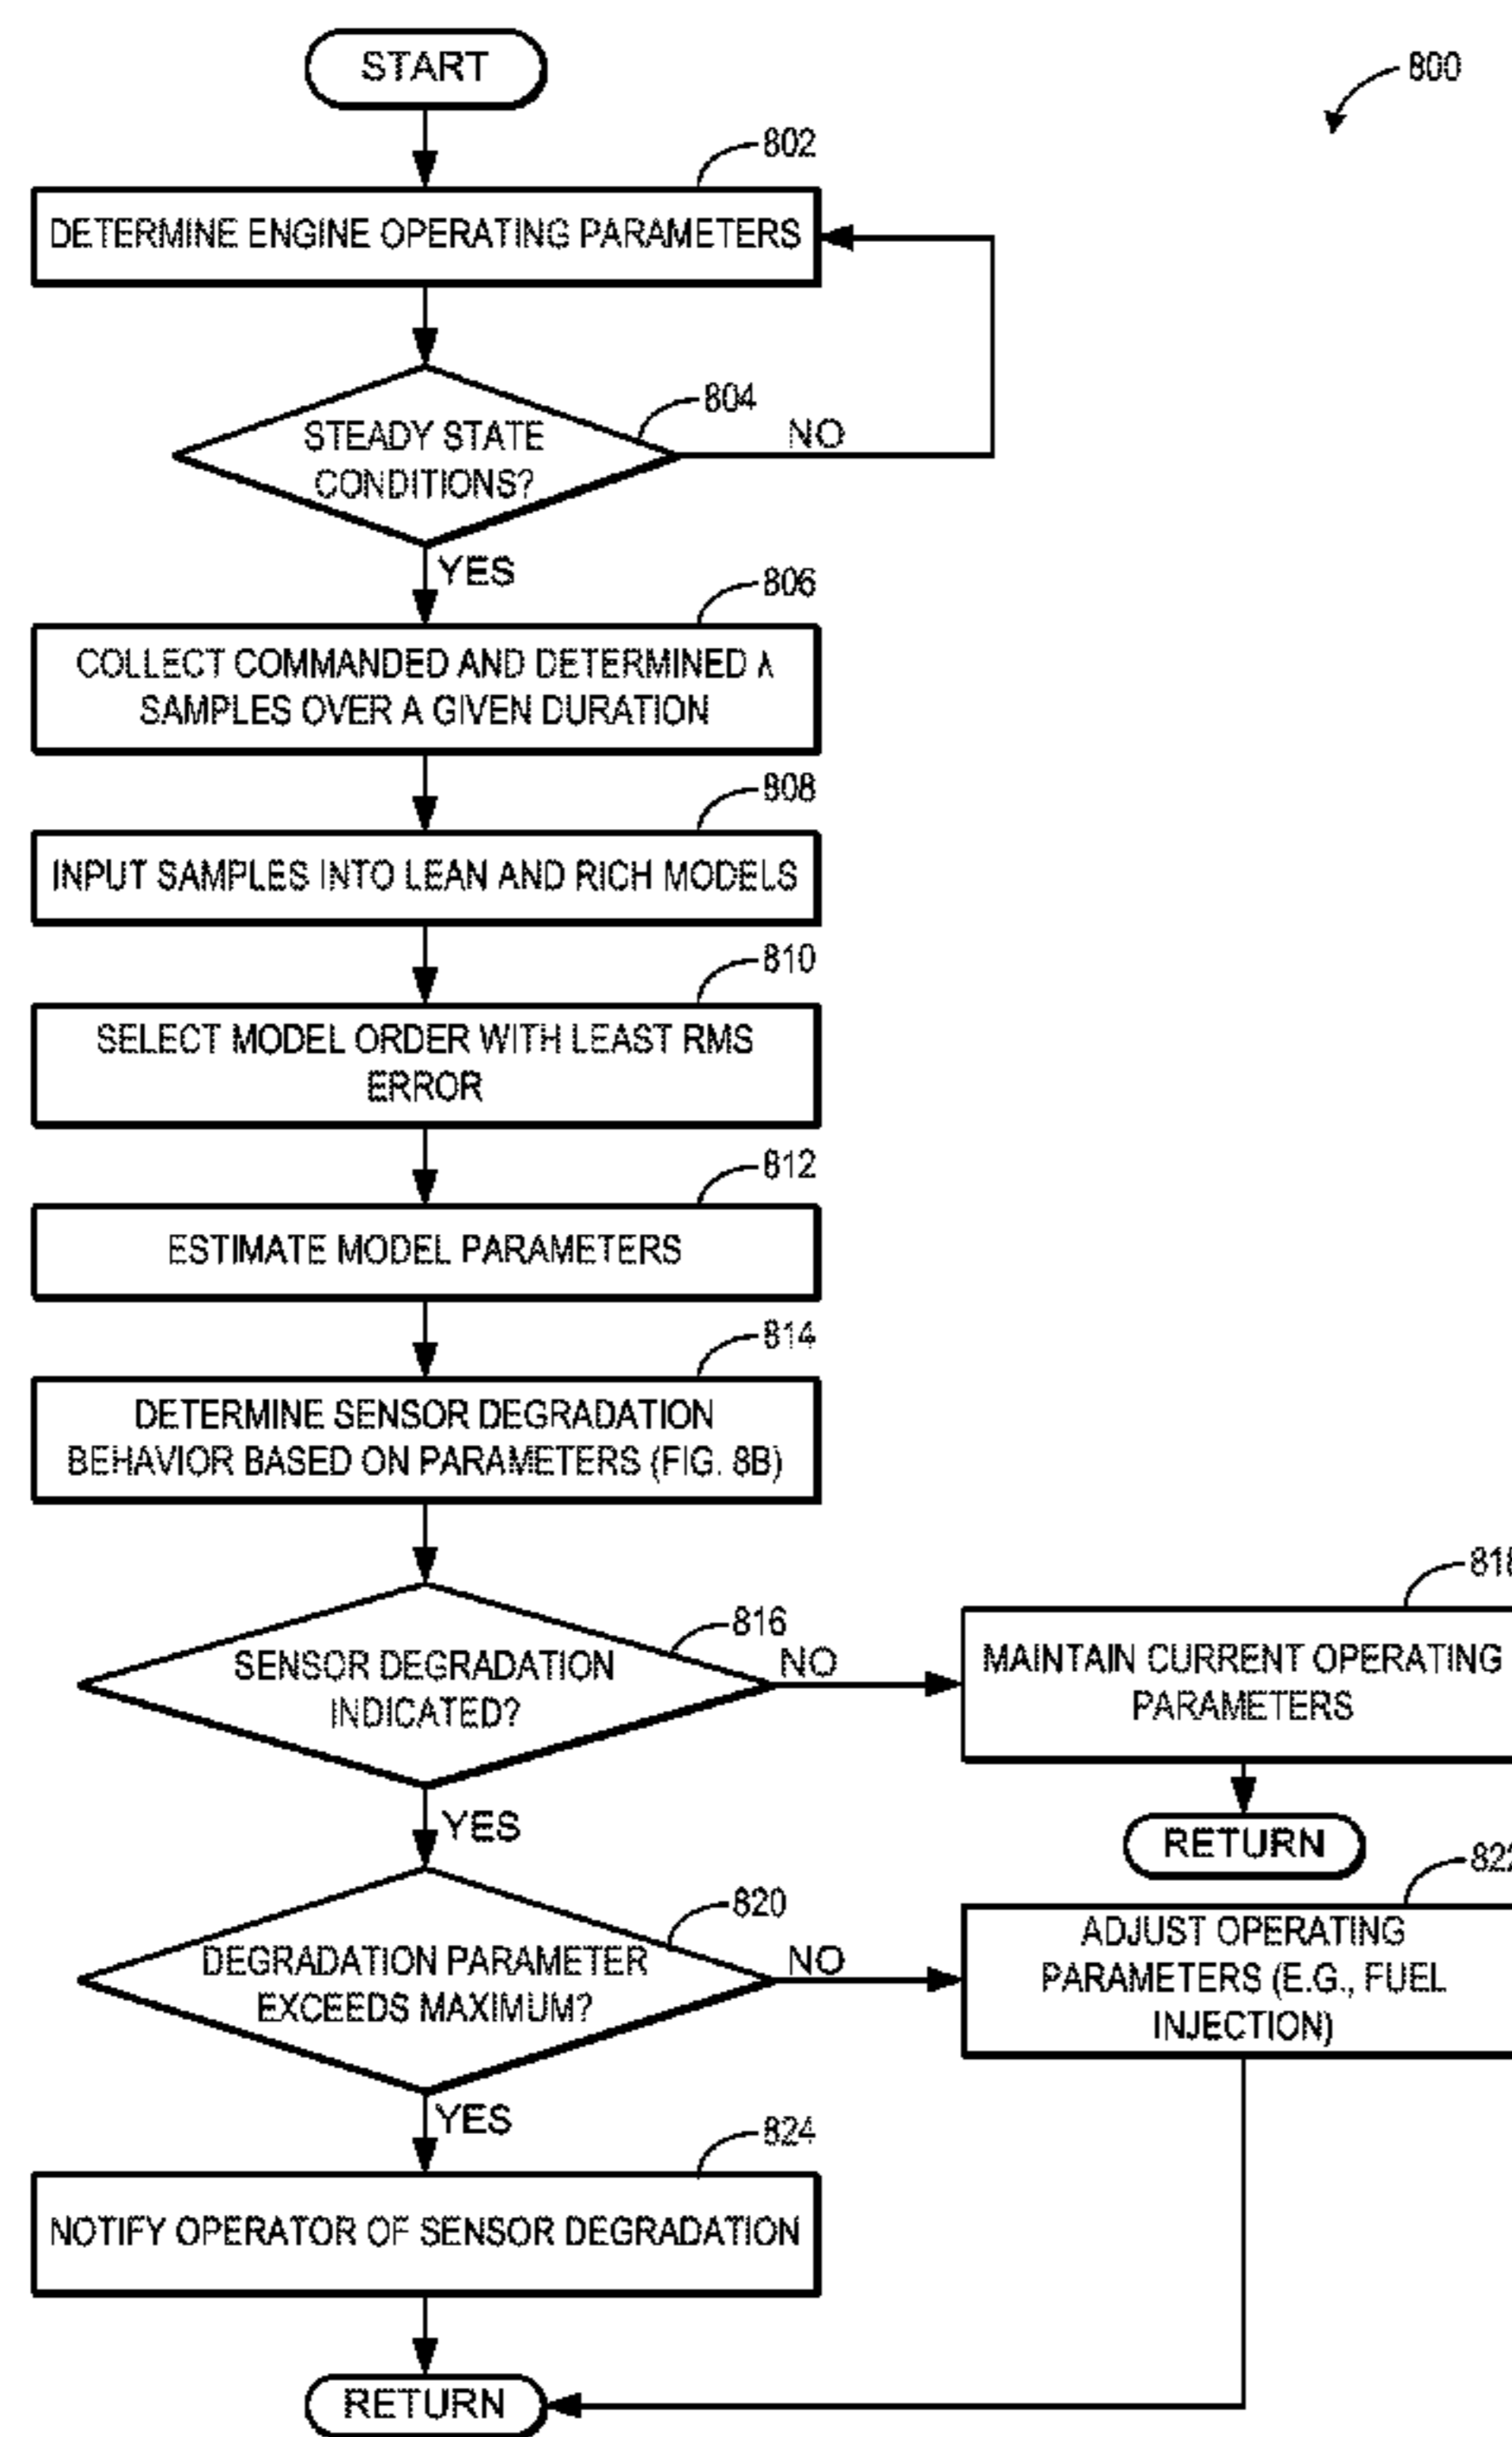 START
800
802
DETERMINE ENGINE OPERATING PARAMETERS
804
STEADY STATE
CONDITIONS?
NO
YES
806
COLLECT COMMANDED AND DETERMINED λ
SAMPLES OVER A GIVEN DURATION
808
INPUT SAMPLES INTO LEAN AND RICH MODELS
810
SELECT MODEL ORDER WITH LEAST RMS
ERROR
812
ESTIMATE MODEL PARAMETERS
814
DETERMINE SENSOR DEGRADATION
BEHAVIOR BASED ON PARAMETERS (FIG. 8B)
816
SENSOR DEGRADATION
INDICATED?
NO
818
MAINTAIN CURRENT OPERATING
PARAMETERS
RETURN
YES
820
DEGRADATION PARAMETER
EXCEEDS MAXIMUM?
NO
822
ADJUST OPERATING
PARAMETERS (E.G., FUEL
INJECTION)
YES
824
NOTIFY OPERATOR OF SENSOR DEGRADATION
RETURN